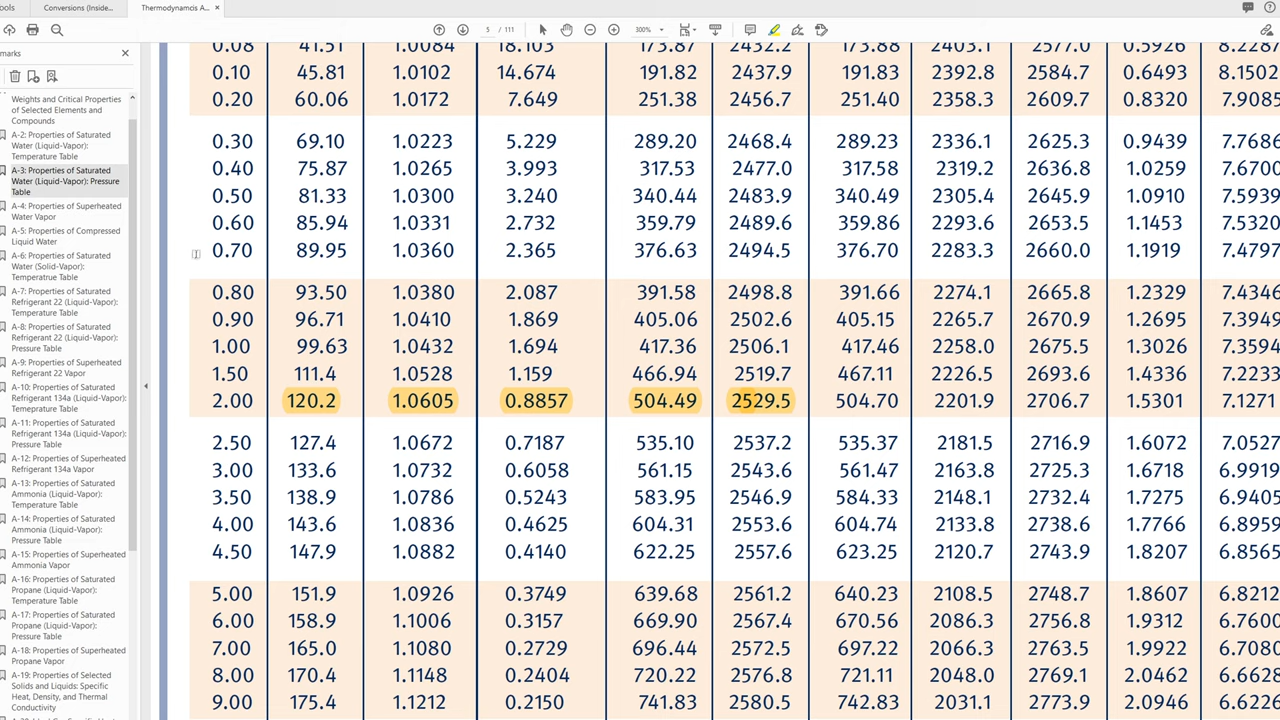 ools
Conversions (Inside...
Thermodynamcis A...
5 / 111
300%
marks
Weights and Critical Properties
of Selected Elements and
Compounds
A-2: Properties of Saturated
Water (Liquid-Vapor):
Temperature Table
A-3: Properties of Saturated
Water (Liquid-Vapor): Pressure
Table
A-4: Properties of Superheated
Water Vapor
A-5: Properties of Compressed
Liquid Water
A-6: Properties of Saturated
Water (Solid-Vapor):
Temperatrue Table
A-7: Properties of Saturated
Refrigerant 22 (Liquid-Vapor):
Temperature Table
A-8: Properties of Saturated
Refrigerant 22 (Liquid-Vapor):
Pressure Table
A-9: Properties of Superheated
Refrigerant 22 Vapor
A-10: Properties of Saturated
Refrigerant 134a (Liquid-Vapor):
Temeprature Table
A-11: Properties of Saturated
Refrigerant 134a (Liquid-Vapor):
Pressure Table
A-12: Properties of Superheated
Refrigerant 134a Vapor
A-13: Properties of Saturated
Ammonia (Liquid-Vapor):
Temperature Table
A-14: Properties of Saturated
Ammonia (Liquid-Vapor):
Pressure Table
A-15: Properties of Superheated
Ammonia Vapor
A-16: Properties of Saturated
Propane (Liquid-Vapor):
Temperature Table
A-17: Properties of Saturated
Propane (Liquid-Vapor):
Pressure Table
A-18: Properties of Superheated
Propane Vapor
A-19: Properties of Selected
Solids and Liquids: Specific
Heat, Density, and Thermal
Conductivity
0.08 41.51 1.0084 18.103 173.87 2432.2 173.88 2403.1 2577.0 0.5926 8.2287
0.10 45.81 1.0102 14.674 191.82 2437.9 191.83 2392.8 2584.7 0.6493 8.1502
0.20 60.06 1.0172 7.649 251.38 2456.7 251.40 2358.3 2609.7 0.8320 7.9085
0.30 69.10 1.0223 5.229 289.20 2468.4 289.23 2336.1 2625.3 0.9439 7.7686
0.40 75.87 1.0265 3.993 317.53 2477.0 317.58 2319.2 2636.8 1.0259 7.6700
0.50 81.33 1.0300 3.240 340.44 2483.9 340.49 2305.4 2645.9 1.0910 7.5939
0.60 85.94 1.0331 2.732 359.79 2489.6 359.86 2293.6 2653.5 1.1453 7.5320
0.70 89.95 1.0360 2.365 376.63 2494.5 376.70 2283.3 2660.0 1.1919 7.4797
0.80 93.50 1.0380 2.087 391.58 2498.8 391.66 2274.1 2665.8 1.2329 7.4346
0.90 96.71 1.0410 1.869 405.06 2502.6 405.15 2265.7 2670.9 1.2695 7.3949
1.00 99.63 1.0432 1.694 417.36 2506.1 417.46 2258.0 2675.5 1.3026 7.3594
1.50 111.4 1.0528 1.159 466.94 2519.7 467.11 2226.5 2693.6 1.4336 7.2233
2.00 120.2 1.0605 0.8857 504.49 2529.5 504.70 2201.9 2706.7 1.5301 7.1271
2.50 127.4 1.0672 0.7187 535.10 2537.2 535.37 2181.5 2716.9 1.6072 7.0527
3.00 133.6 1.0732 0.6058 561.15 2543.6 561.47 2163.8 2725.3 1.6718 6.9919
3.50 138.9 1.0786 0.5243 583.95 2546.9 584.33 2148.1 2732.4 1.7275 6.9405
4.00 143.6 1.0836 0.4625 604.31 2553.6 604.74 2133.8 2738.6 1.7766 6.8959
4.50 147.9 1.0882 0.4140 622.25 2557.6 623.25 2120.7 2743.9 1.8207 6.8565
5.00 151.9 1.0926 0.3749 639.68 2561.2 640.23 2108.5 2748.7 1.8607 6.8212
6.00 158.9 1.1006 0.3157 669.90 2567.4 670.56 2086.3 2756.8 1.9312 6.7600
7.00 165.0 1.1080 0.2729 696.44 2572.5 697.22 2066.3 2763.5 1.9922 6.7080
8.00 170.4 1.1148 0.2404 720.22 2576.8 721.11 2048.0 2769.1 2.0462 6.6628
9.00 175.4 1.1212 0.2150 741.83 2580.5 742.83 2031.1 2773.9 2.0946 6.6226